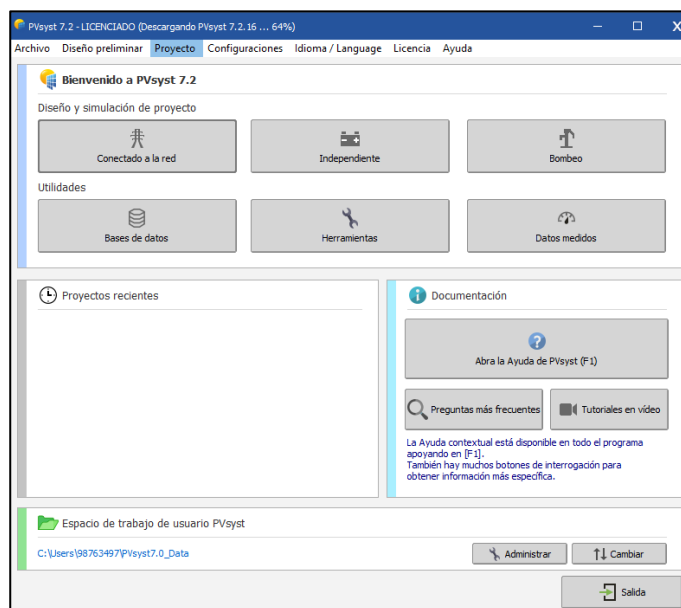 PVsyst 7.2 - LICENCIADO (Descargando PVsyst 7.2.16 ... 64%)
Archivo Diseño preliminar Proyecto Configuraciones Idioma / Language Licencia Ayuda
Bienvenido a PVsyst 7.2
Diseño y simulación de proyecto
Conectado a la red Independiente Bombeo
Utilidades
Bases de datos Herramientas Datos medidos
Proyectos recientes
Documentación
Abra la Ayuda de PVsyst (F1)
Preguntas más frecuentes Tutoriales en vídeo
La Ayuda contextual está disponible en todo el programa
apoyando en [F1].
También hay muchos botones de interrogación para
obtener información más específica.
Espacio de trabajo de usuario PVsyst
C:\Users\98763497\PVsyst7.0_Data Administrar Cambiar
Salida